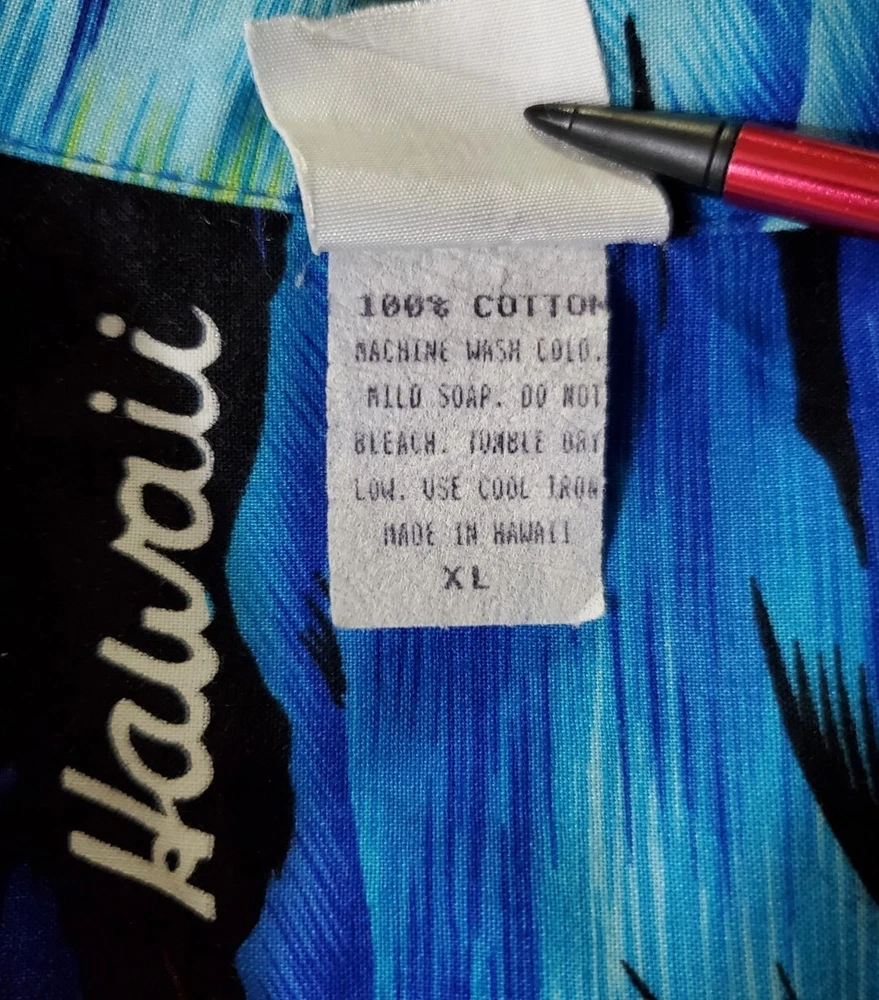 100% COTTON
MACHINE WASH COLD.
MILD SOAP. DO NOT
BLEACH. TUMBLE DRY
LOW. USE COOL IRON
MADE IN HAWAII
XL
Hawaii